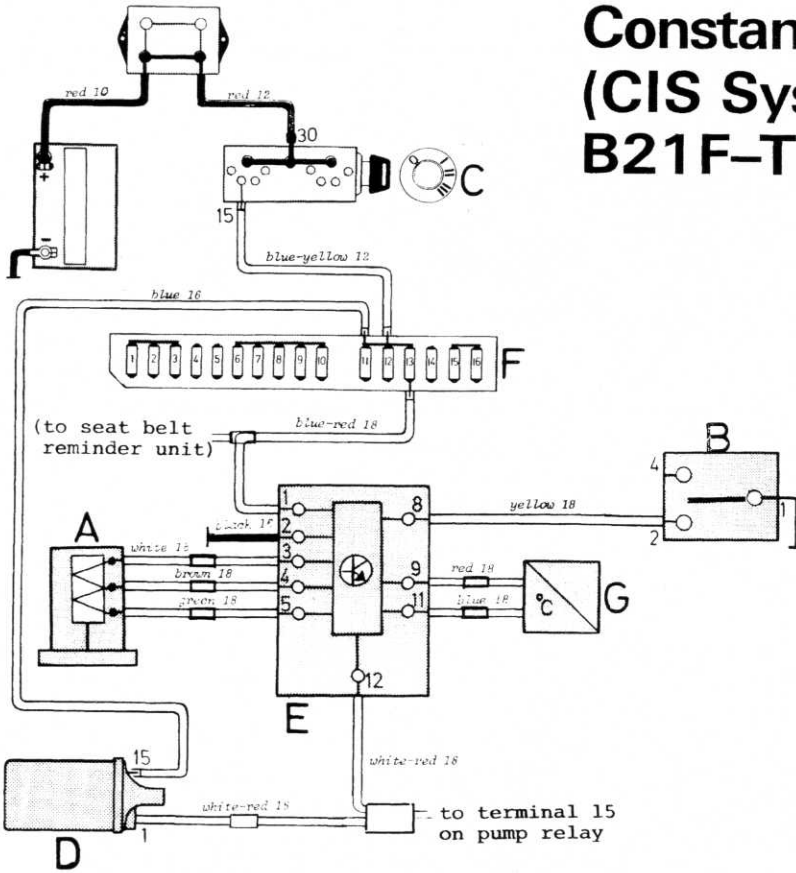 Constan
(CIS Sys
B21F–T
red 10
red 12
30
+
−
C
15
0 I II III
blue-yellow 12
blue 16
1 2 3 4 5 6 7 8 9 10 11 12 13 14 15 16
F
(to seat belt
reminder unit)
blue-red 18
B
4
1
2
yellow 18
A
1
8
2
white 18
3
brown 18
4
9
red 18
green 18
5
11
blue 18
°C
G
12
E
15
white-red 18
white-red 18
to terminal 15
on pump relay
1
D